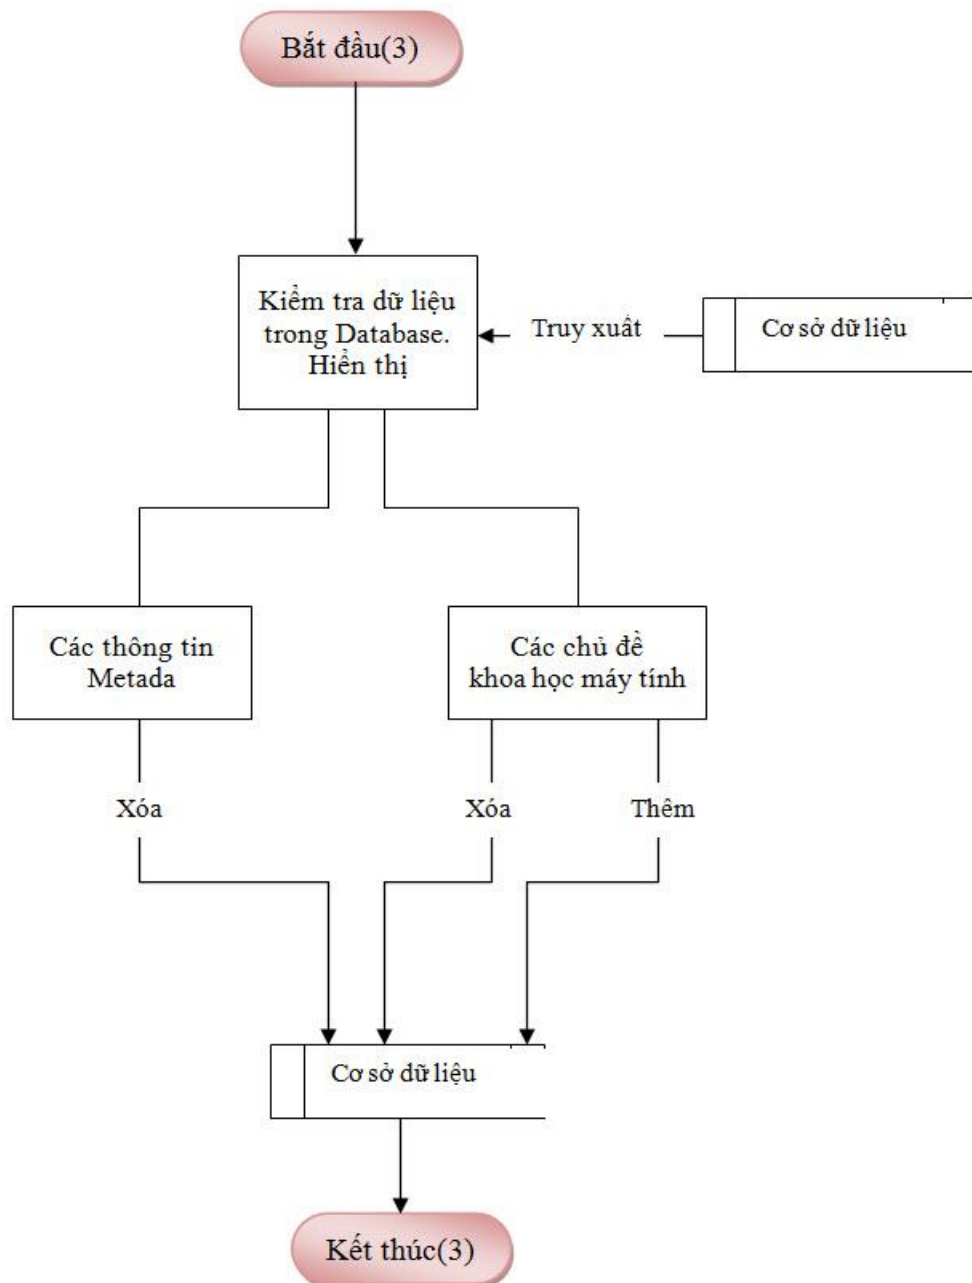 Bắt đầu(3)
Kiểm tra dữ liệu
trong Database.
Hiển thị
Truy xuất
Cơ sở dữ liệu
Các thông tin
Metada
Các chủ đề
khoa học máy tính
Xóa
Xóa
Thêm
Cơ sở dữ liệu
Kết thúc(3)